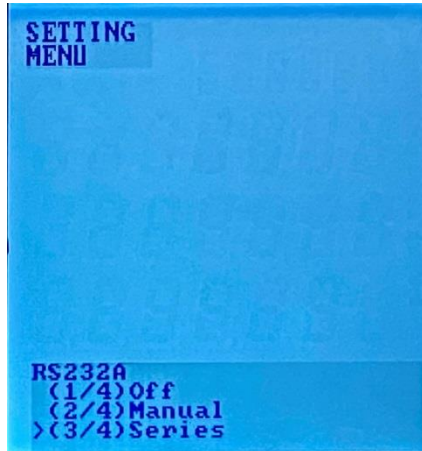 SETTING
MENU
RS232A
(1/4)Off
(2/4)Manual
>(3/4)Series